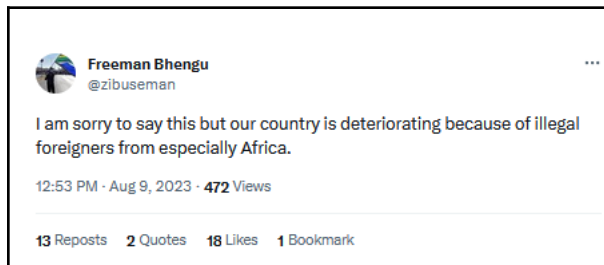 Freeman Bhengu
@zibuseman
I am sorry to say this but our country is deteriorating because of illegal
foreigners from especially Africa.
12:53 PM · Aug 9, 2023 · 472 Views
13 Reposts 2 Quotes 18 Likes 1 Bookmark